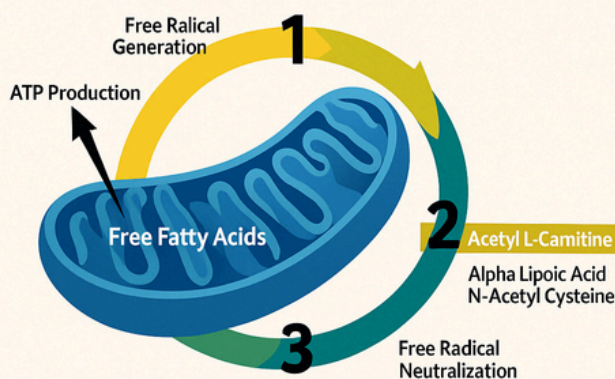 Free Ralical
Generation
1
ATP Production
Free Fatty Acids
2
Acetyl L-Camitine
Alpha Lipoic Acid
N-Acetyl Cysteine
3
Free Radical
Neutralization